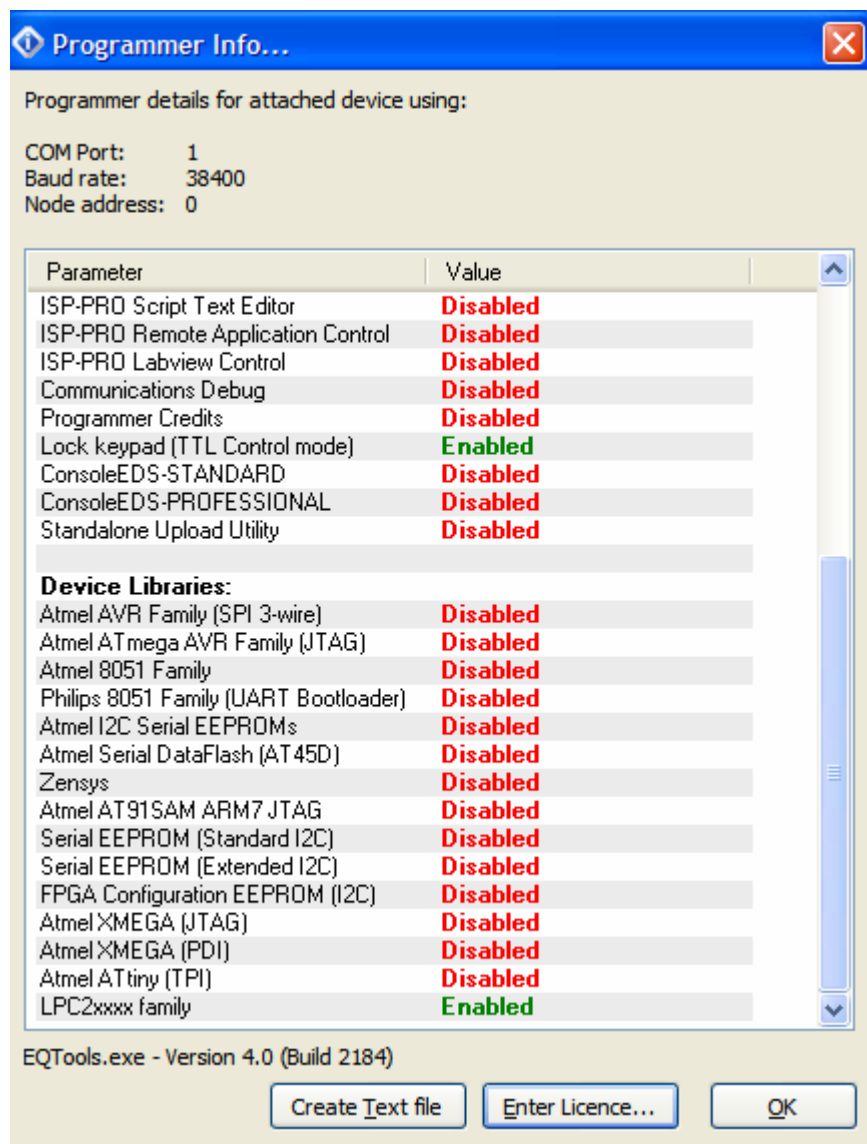 Programmer Info...
Programmer details for attached device using:
COM Port: 1
Baud rate: 38400
Node address: 0
Parameter Value
ISP-PRO Script Text Editor Disabled
ISP-PRO Remote Application Control Disabled
ISP-PRO Labview Control Disabled
Communications Debug Disabled
Programmer Credits Disabled
Lock keypad (TTL Control mode) Enabled
ConsoleEDS-STANDARD Disabled
ConsoleEDS-PROFESSIONAL Disabled
Standalone Upload Utility Disabled
Device Libraries:
Atmel AVR Family (SPI 3-wire) Disabled
Atmel ATmega AVR Family (JTAG) Disabled
Atmel 8051 Family Disabled
Philips 8051 Family (UART Bootloader) Disabled
Atmel I2C Serial EEPROMs Disabled
Atmel Serial DataFlash (AT45D) Disabled
Zensys Disabled
Atmel AT91SAM ARM7 JTAG Disabled
Serial EEPROM (Standard I2C) Disabled
Serial EEPROM (Extended I2C) Disabled
FPGA Configuration EEPROM (I2C) Disabled
Atmel XMEGA (JTAG) Disabled
Atmel XMEGA (PDI) Disabled
Atmel ATtiny (TPI) Disabled
LPC2xxxx family Enabled
EQTools.exe - Version 4.0 (Build 2184)
Create Text file Enter Licence... OK